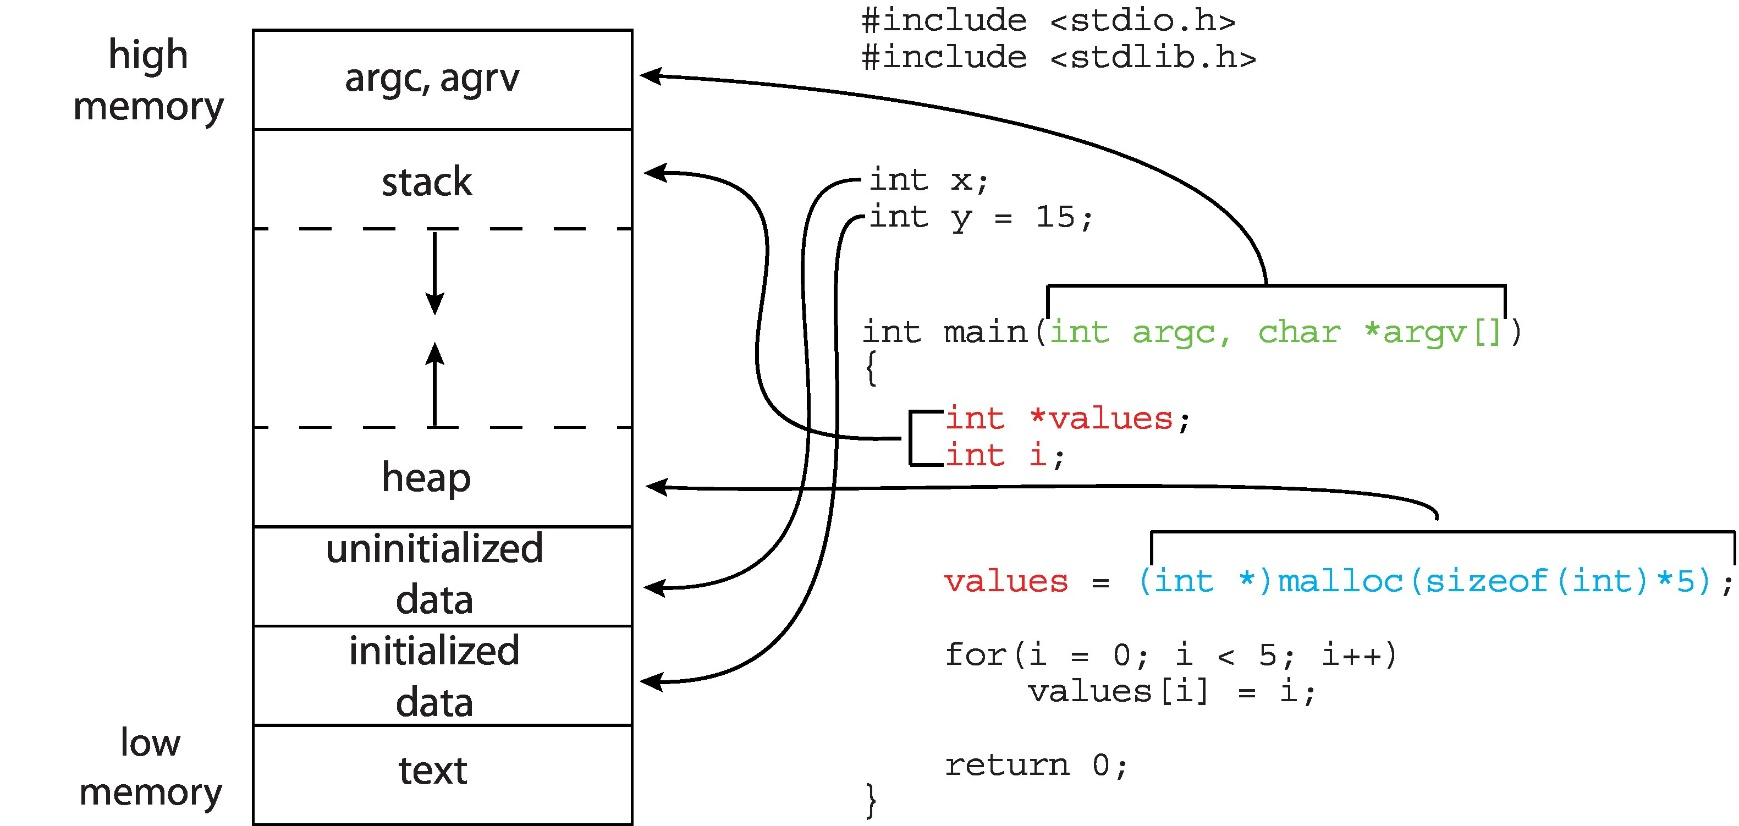 high
memory
argc, agrv
stack
heap
uninitialized
data
initialized
data
text
low
memory
#include <stdio.h>
#include <stdlib.h>
int x;
int y = 15;
int main(int argc, char *argv[])
{
int *values;
int i;
values = (int *)malloc(sizeof(int)*5);
for(i = 0; i < 5; i++)
values[i] = i;
return 0;
}